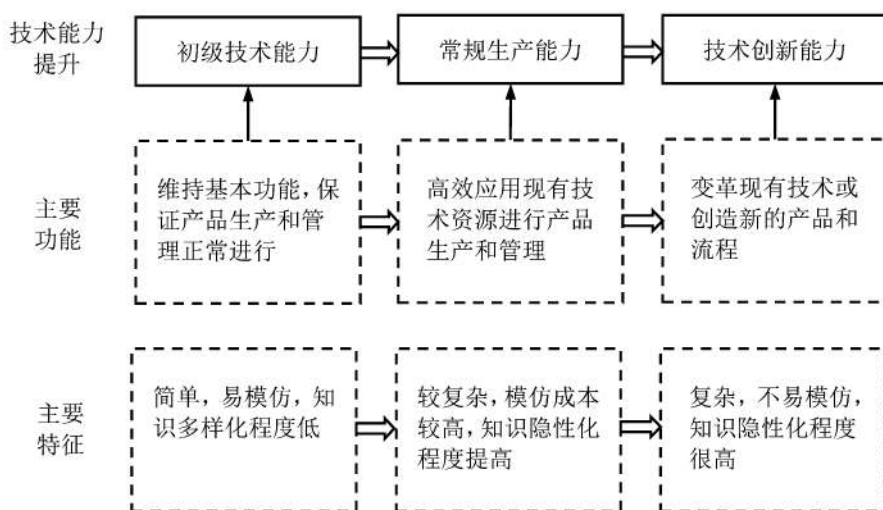 技术能力
提升
初级技术能力
常规生产能力
技术创新能力
主要
功能
维持基本功能,保
证产品生产和管
理正常进行
高效应用现有技
术资源进行产品
生产和管理
变革现有技术或
创造新的产品和
流程
主要
特征
简单,易模仿,知
识多样化程度低
较复杂,模仿成本
较高,知识隐性化
程度提高
复杂,不易模仿,
知识隐性化程度
很高